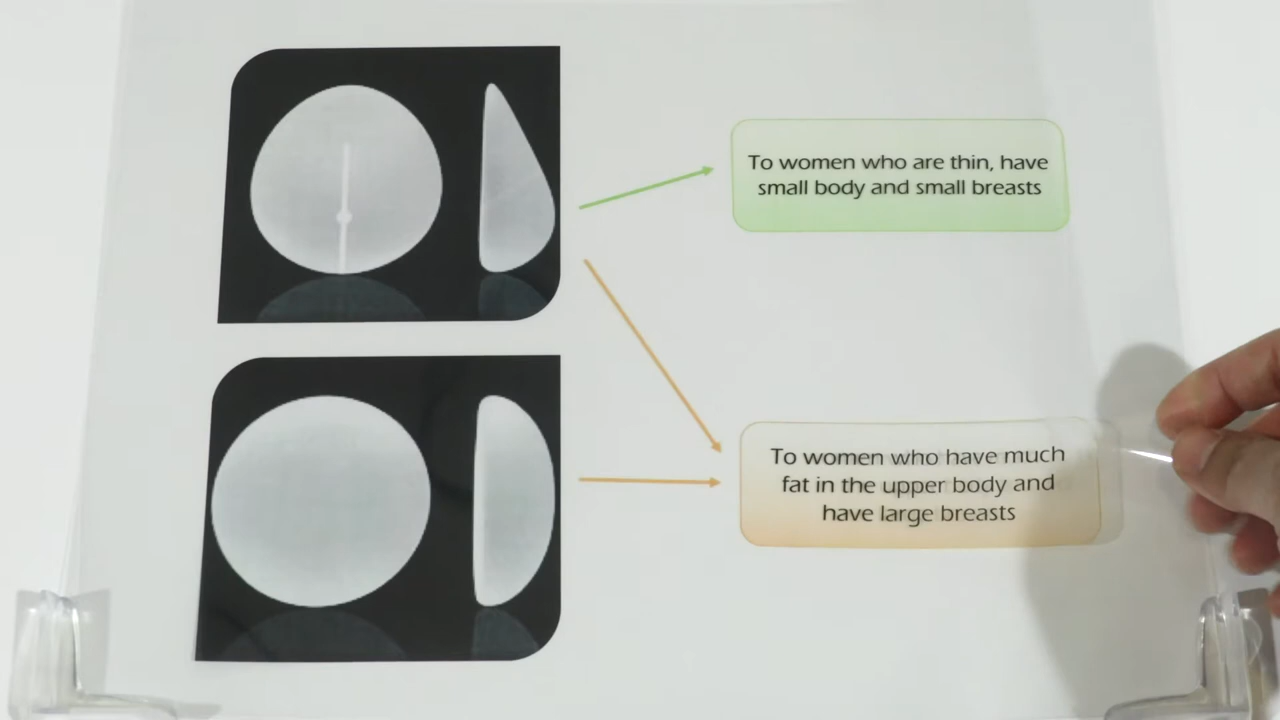 To women who are thin, have
small body and small breasts
To women who have much
fat in the upper body and
have large breasts